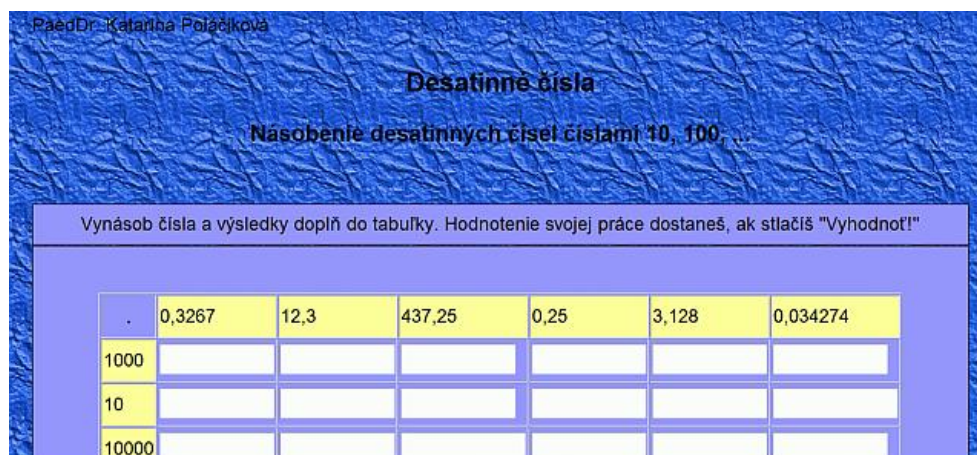 PaedDr. Katarína Poláčiková
Desatinné čísla
Násobenie desatinných čísel číslami 10, 100, ...
Vynásob čísla a výsledky doplň do tabuľky. Hodnotenie svojej práce dostaneš, ak stlačíš "Vyhodnoť!"
. 0,3267 12,3 437,25 0,25 3,128 0,034274
1000
10
10000